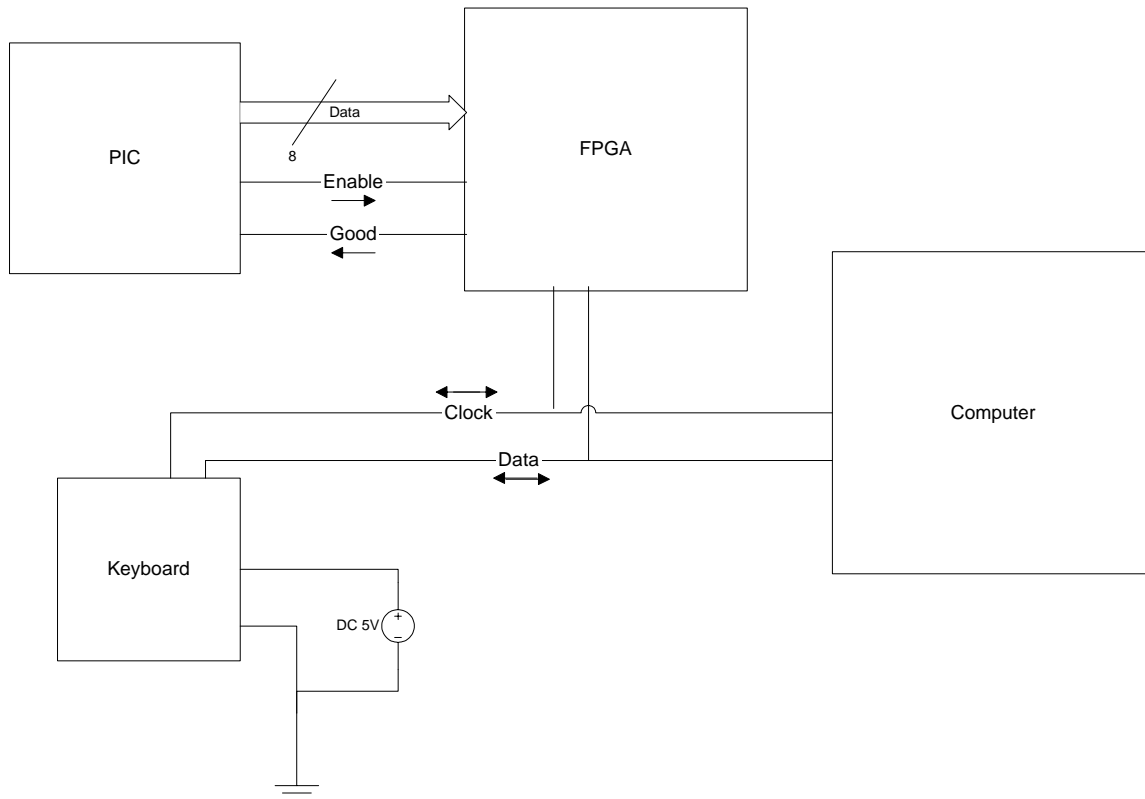 Data
8
PIC
FPGA
Enable
Good
Clock
Computer
Data
Keyboard
DC 5V
+
−